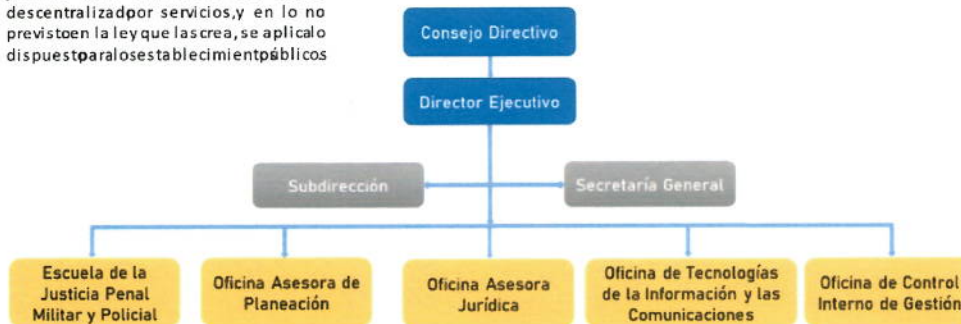 descentralizadopor servicios,y en lo no
previstoen la ley que lascrea, se aplicalo
dispuestoparalosestablecimientospúblicos
Consejo Directivo
Director Ejecutivo
Subdirección
Secretaría General
Escuela de la
Justicia Penal
Militar y Policial
Oficina Asesora de
Planeación
Oficina Asesora
Jurídica
Oficina de Tecnologías
de la Información y las
Comunicaciones
Oficina de Control
Interno de Gestión